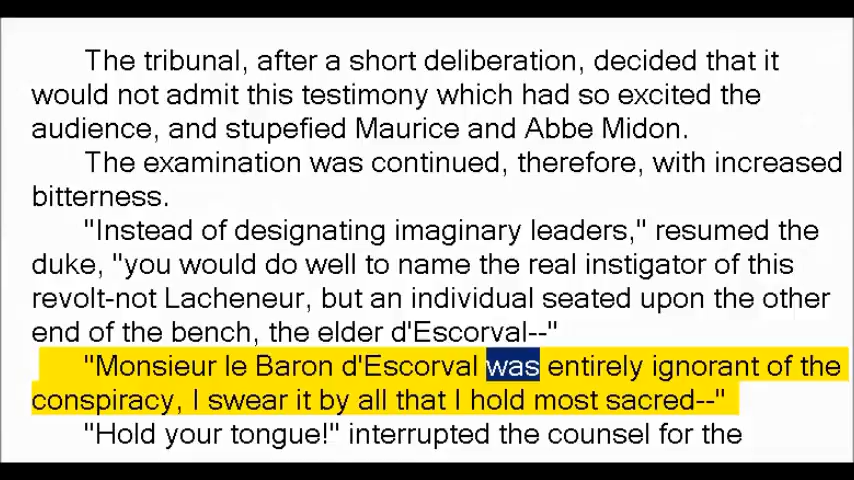 The tribunal, after a short deliberation, decided that it
would not admit this testimony which had so excited the
audience, and stupefied Maurice and Abbe Midon.
The examination was continued, therefore, with increased
bitterness.
"Instead of designating imaginary leaders," resumed the
duke, "you would do well to name the real instigator of this
revolt-not Lacheneur, but an individual seated upon the other
end of the bench, the elder d'Escorval--"
"Monsieur le Baron d'Escorval was entirely ignorant of the
conspiracy, I swear it by all that I hold most sacred--"
"Hold your tongue!" interrupted the counsel for the